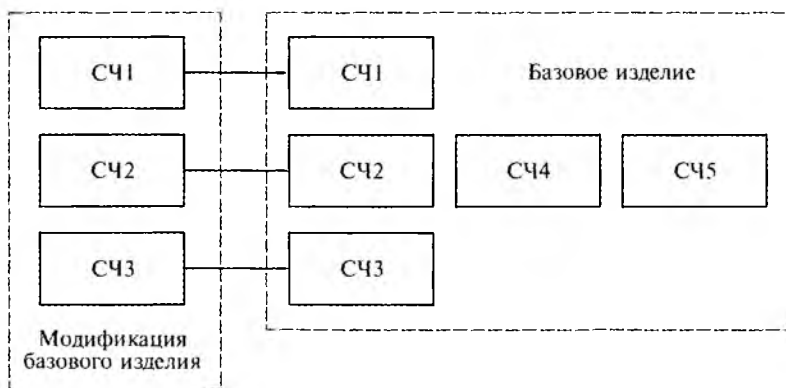 СЧ1
СЧ1
Базовое изделие
СЧ2
СЧ2
СЧ4
СЧ5
СЧ3
СЧ3
Модификация
базового изделия